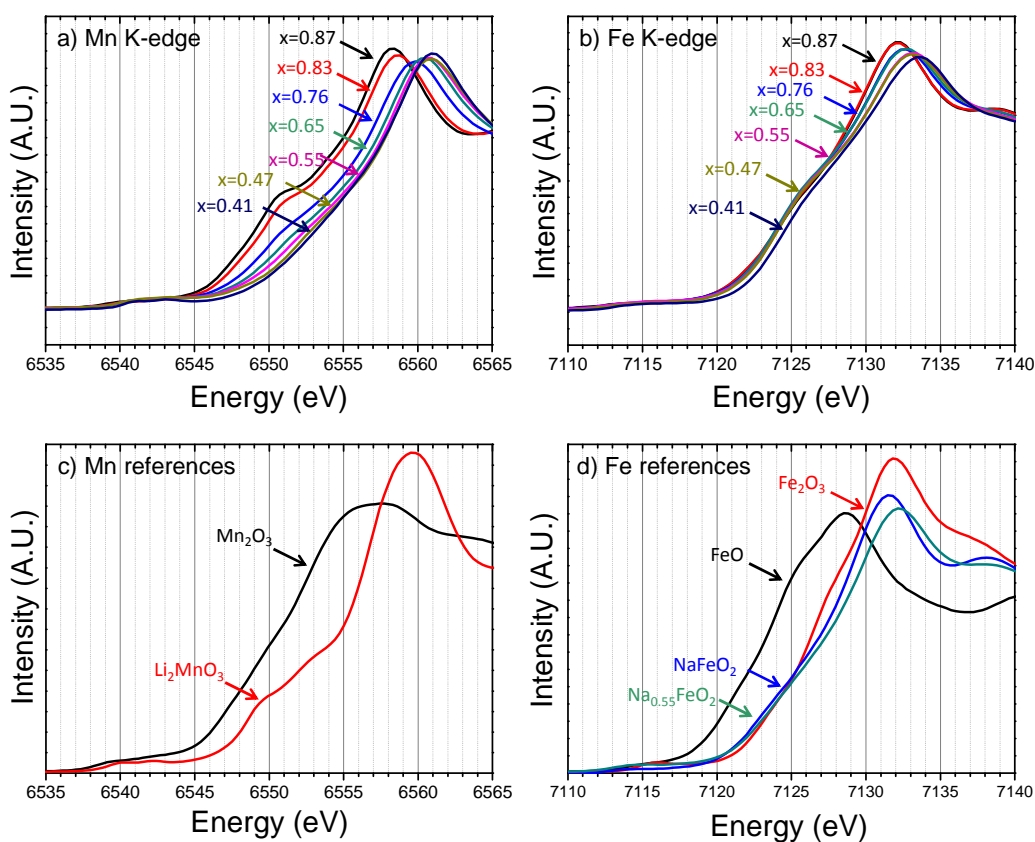 a) Mn K-edge
x=0.87
x=0.83
x=0.76
x=0.65
x=0.55
x=0.47
x=0.41
Intensity (A.U.)
6535 6540 6545 6550 6555 6560 6565
Energy (eV)
b) Fe K-edge
x=0.87
x=0.83
x=0.76
x=0.65
x=0.55
x=0.47
x=0.41
Intensity (A.U.)
7110 7115 7120 7125 7130 7135 7140
Energy (eV)
c) Mn references
Mn₂O₃
Li₂MnO₃
Intensity (A.U.)
6535 6540 6545 6550 6555 6560 6565
Energy (eV)
d) Fe references
Fe₂O₃
FeO
NaFeO₂
Na₀.₅₅FeO₂
Intensity (A.U.)
7110 7115 7120 7125 7130 7135 7140
Energy (eV)